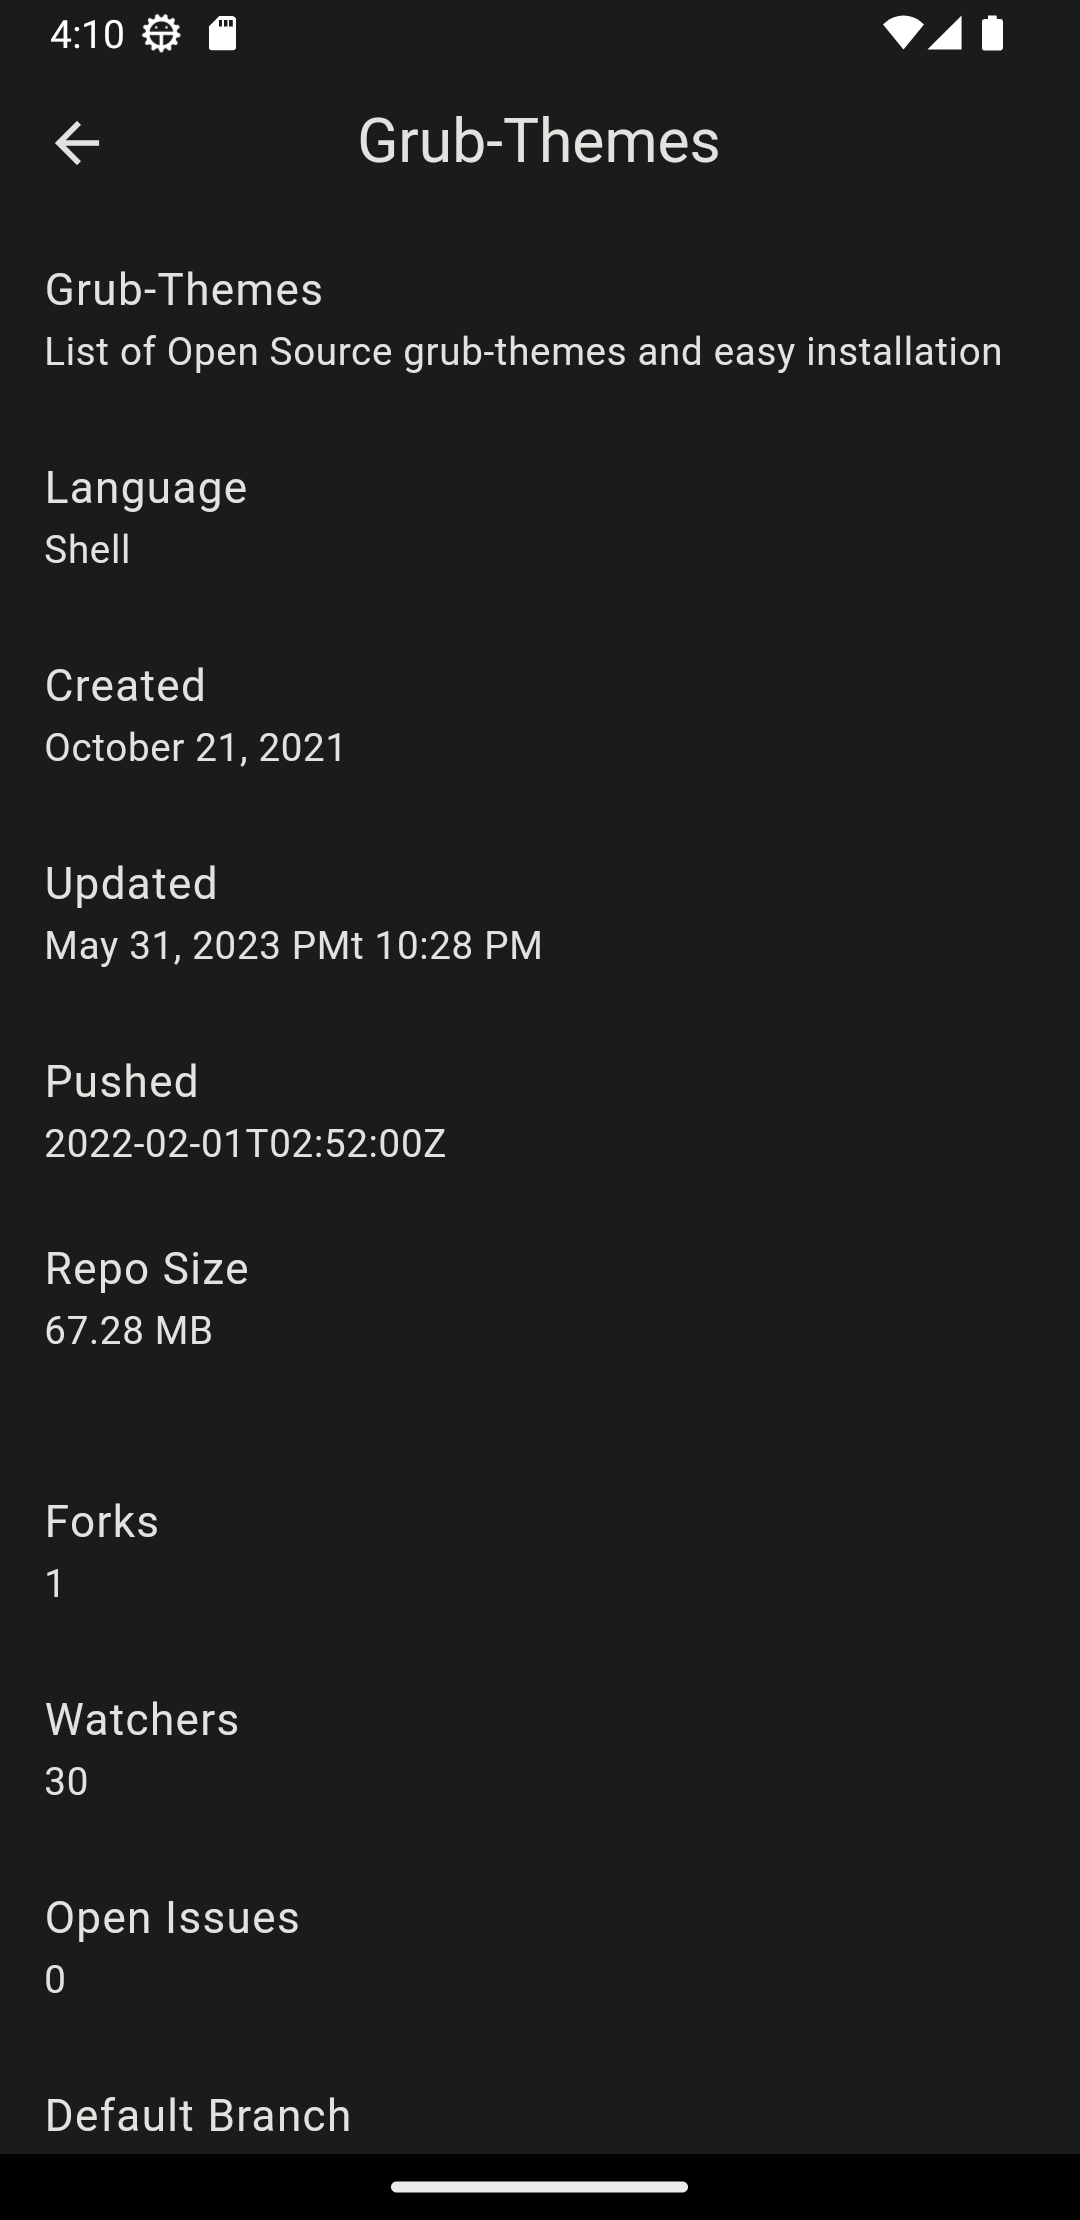 4:10
Grub-Themes
Grub-Themes
List of Open Source grub-themes and easy installation
Language
Shell
Created
October 21, 2021
Updated
May 31, 2023 PMt 10:28 PM
Pushed
2022-02-01T02:52:00Z
Repo Size
67.28 MB
Forks
1
Watchers
30
Open Issues
0
Default Branch